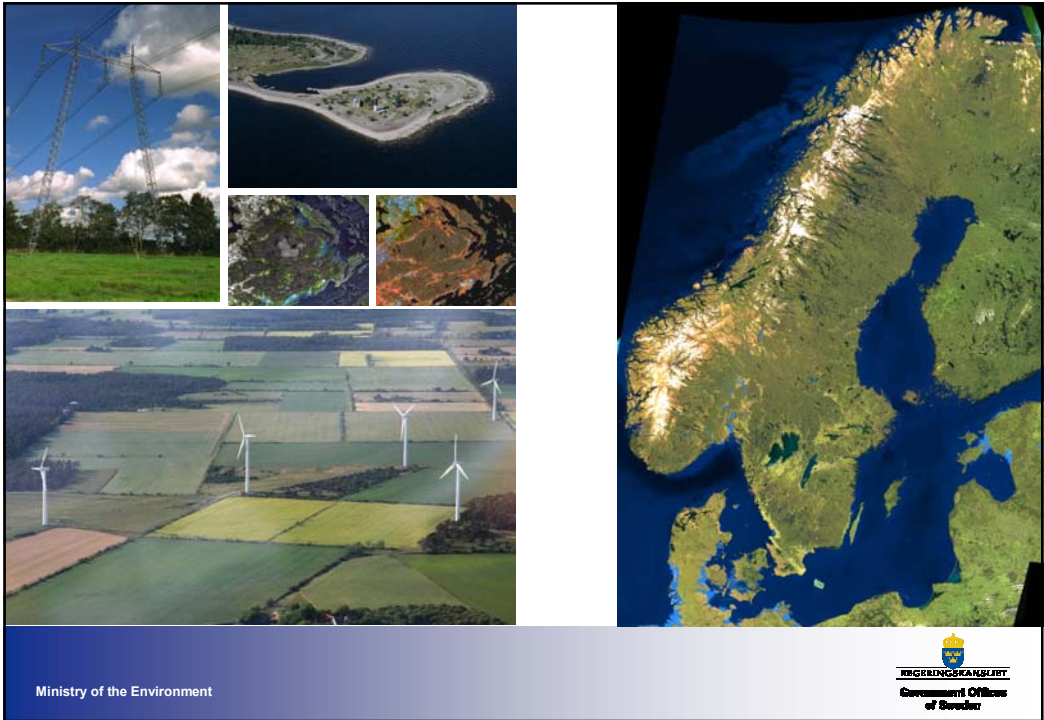 Ministry of the Environment
REGERINGSKANSLIET
Government Offices
of Sweden